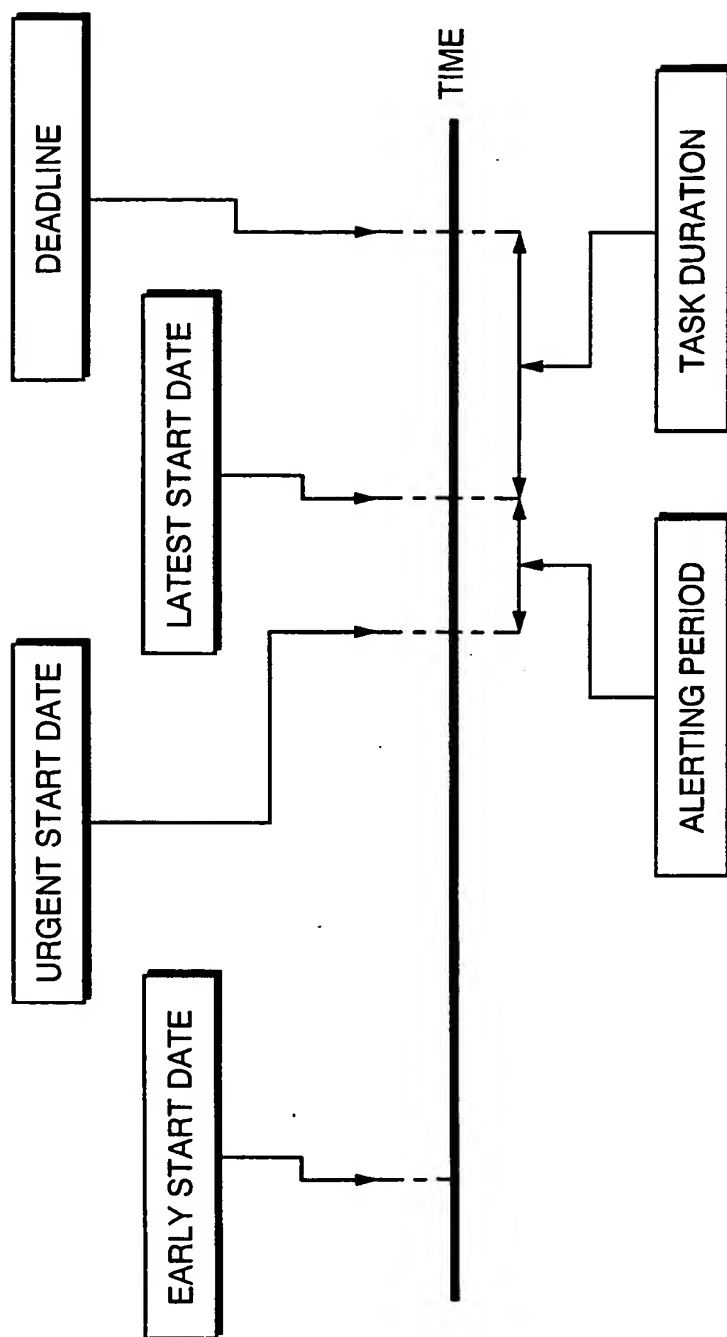 URGENT START DATE
DEADLINE
EARLY START DATE
LATEST START DATE
TIME
ALERTING PERIOD
TASK DURATION